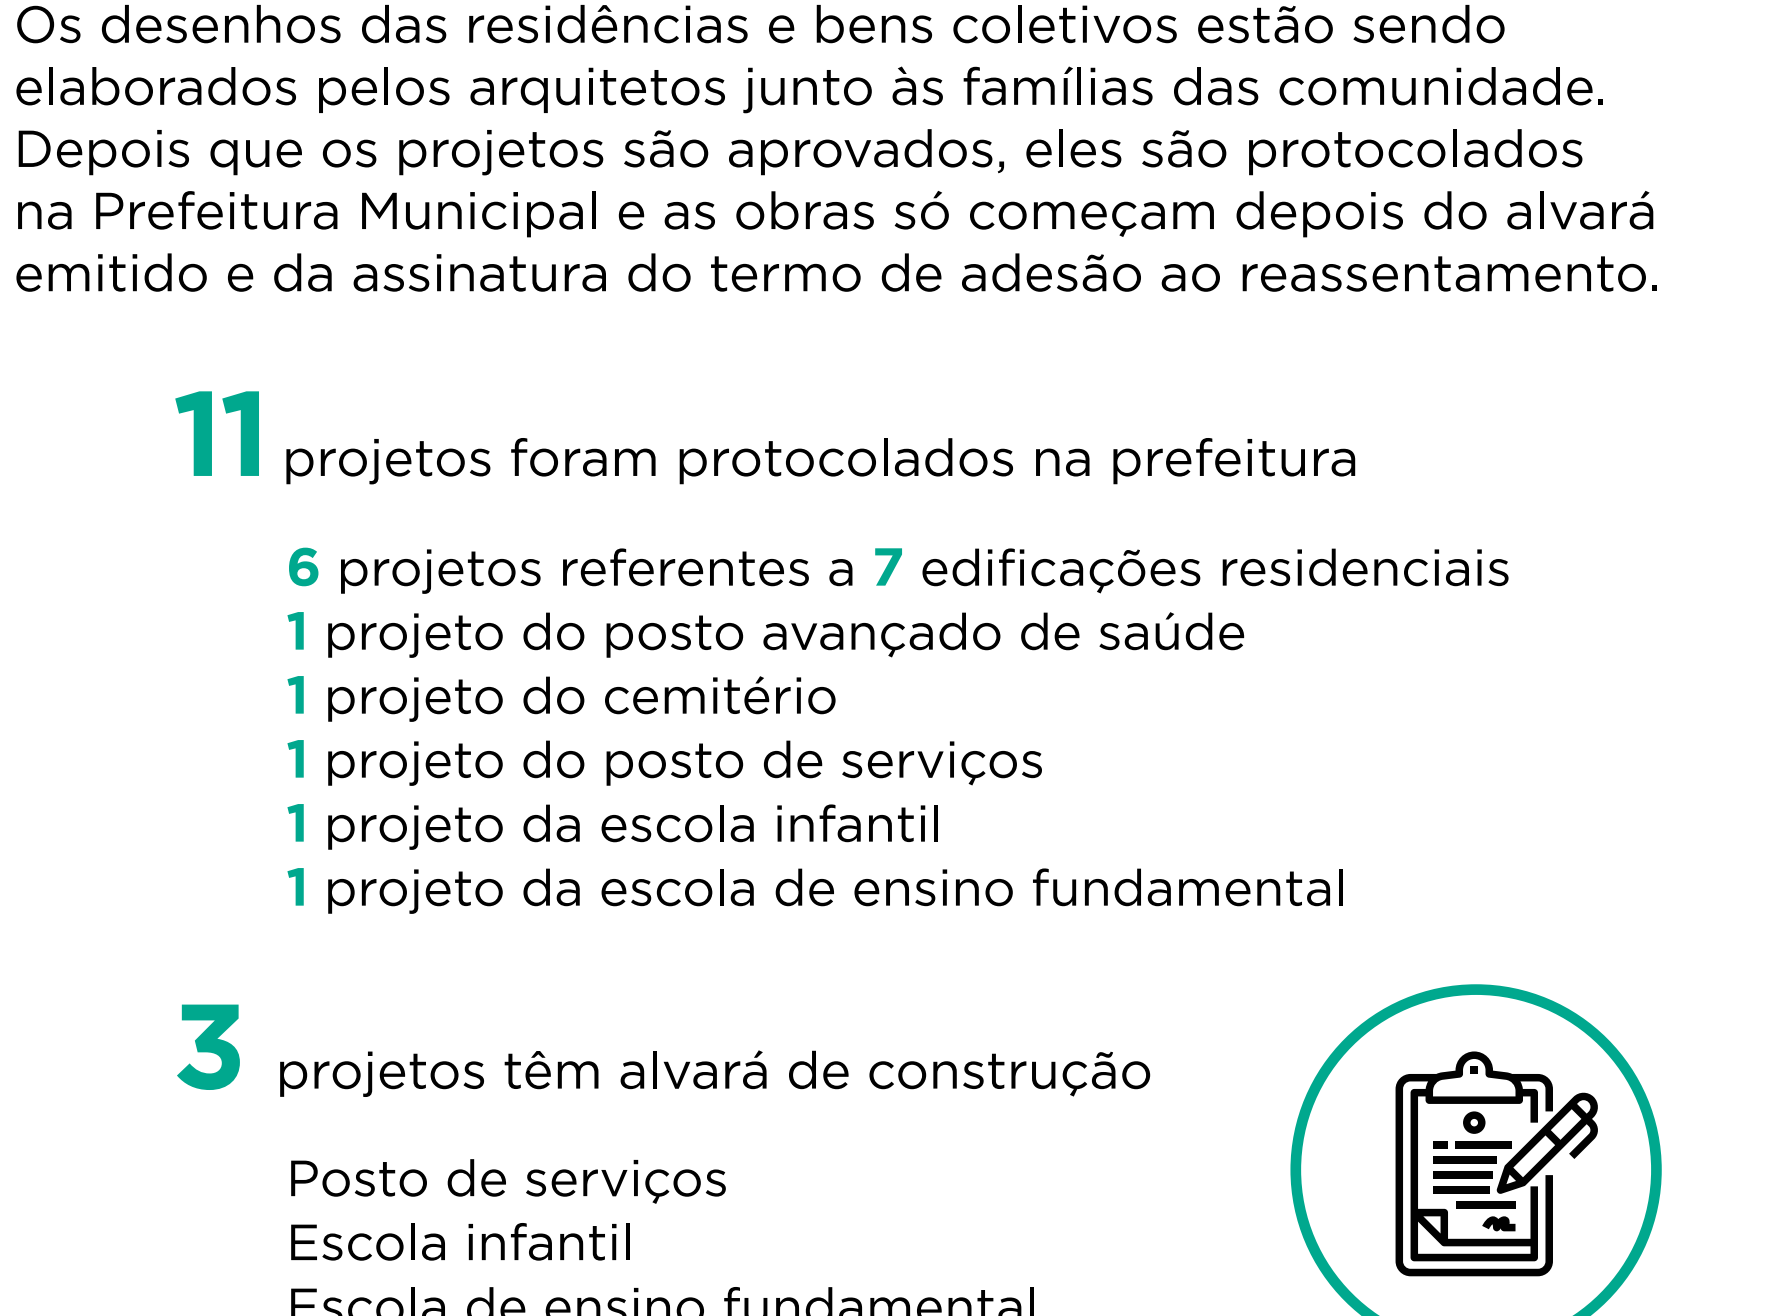 Os desenhos das residências e bens coletivos estão sendo
elaborados pelos arquitetos junto às famílias das comunidade.
Depois que os projetos são aprovados, eles são protocolados
na Prefeitura Municipal e as obras só começam depois do alvará
emitido e da assinatura do termo de adesão ao reassentamento.
11 projetos foram protocolados na prefeitura
6 projetos referentes a 7 edificações residenciais
1 projeto do posto avançado de saúde
1 projeto do cemitério
1 projeto do posto de serviços
1 projeto da escola infantil
1 projeto da escola de ensino fundamental
3 projetos têm alvará de construção
Posto de serviços
Escola infantil
Escola de ensino fundamental